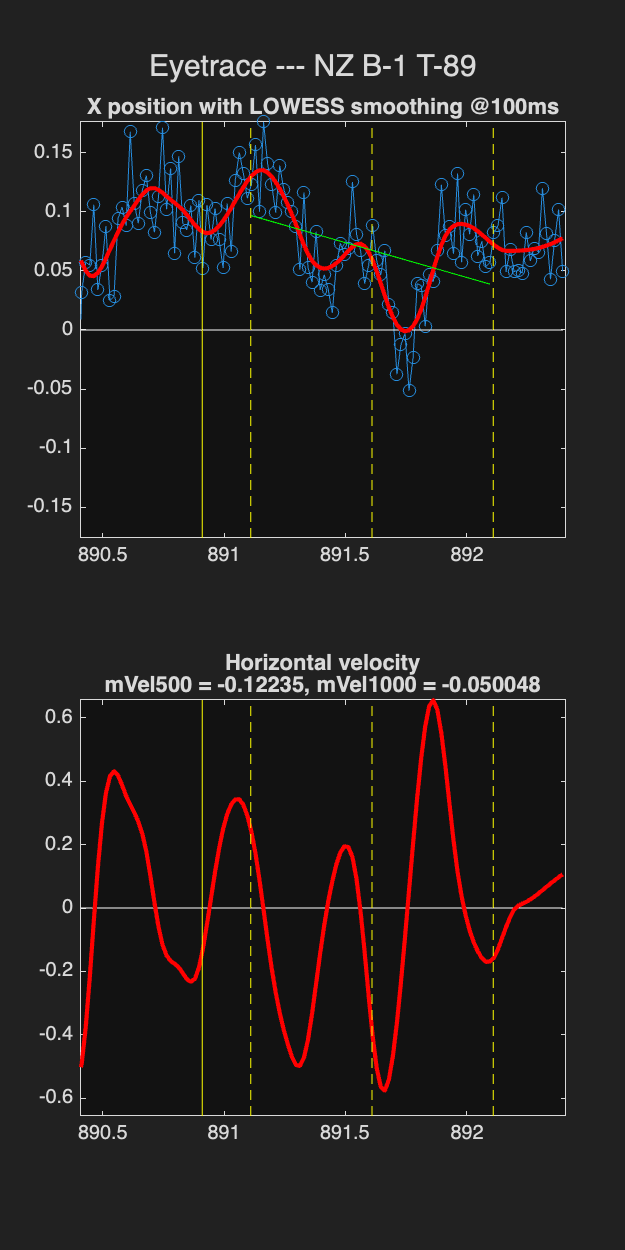 Eyetrace --- NZ B-1 T-89
X position with LOWESS smoothing @100ms
0.15
0.1
0.05
0
-0.05
-0.1
-0.15
890.5 891 891.5 892
Horizontal velocity
mVel500 = -0.12235, mVel1000 = -0.050048
0.6
0.4
0.2
0
-0.2
-0.4
-0.6
890.5 891 891.5 892